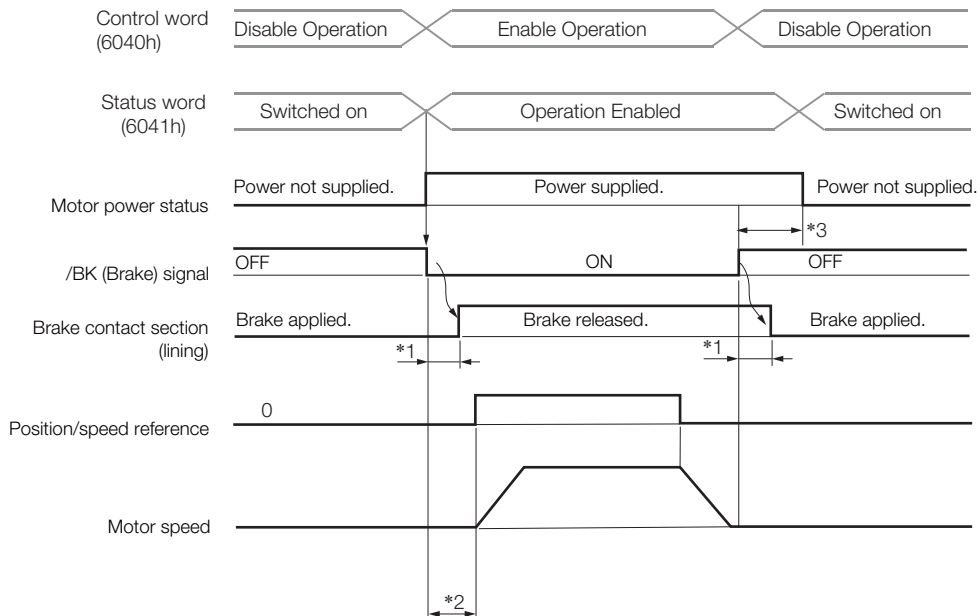 Control word
(6040h)
Disable Operation
Enable Operation
Disable Operation
Status word
(6041h)
Switched on
Operation Enabled
Switched on
Motor power status
Power not supplied.
Power supplied.
Power not supplied.
*3
/BK (Brake) signal
OFF
ON
OFF
Brake contact section
(lining)
Brake applied.
Brake released.
Brake applied.
*1
*1
Position/speed reference
0
Motor speed
*2